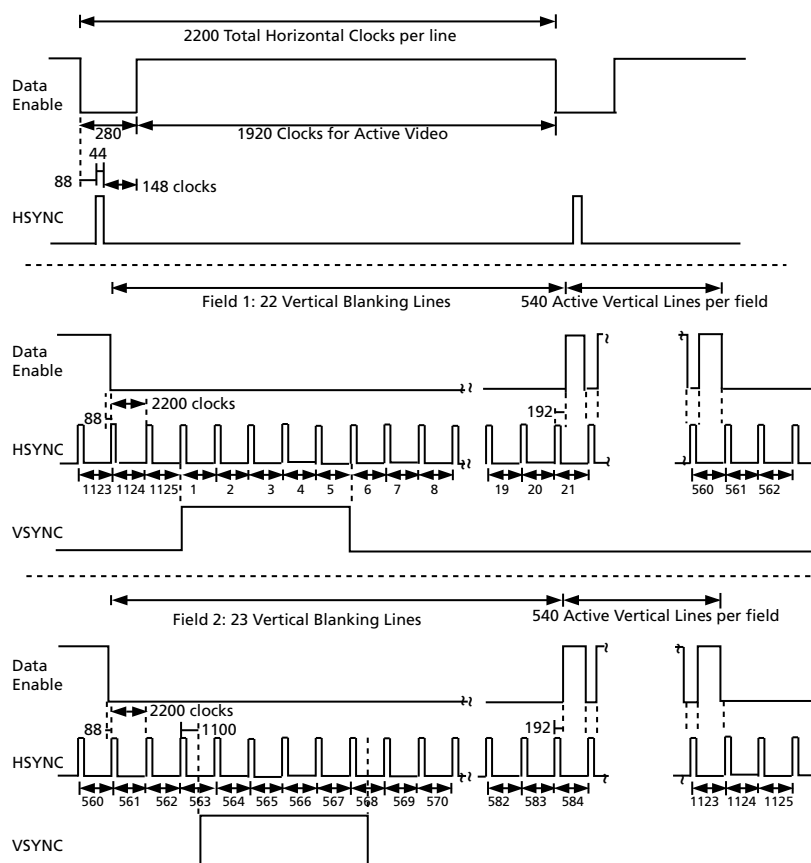 2200 Total Horizontal Clocks per line
Data
Enable
280
1920 Clocks for Active Video
44
88
148 clocks
HSYNC
Field 1: 22 Vertical Blanking Lines
540 Active Vertical Lines per field
Data
Enable
2200 clocks
88
192
HSYNC
1123 1124 1125 1 2 3 4 5 6 7 8 19 20 21 560 561 562
VSYNC
Field 2: 23 Vertical Blanking Lines
540 Active Vertical Lines per field
Data
Enable
2200 clocks
88
1100
192
HSYNC
560 561 562 563 564 565 566 567 568 569 570 582 583 584 1123 1124 1125
VSYNC